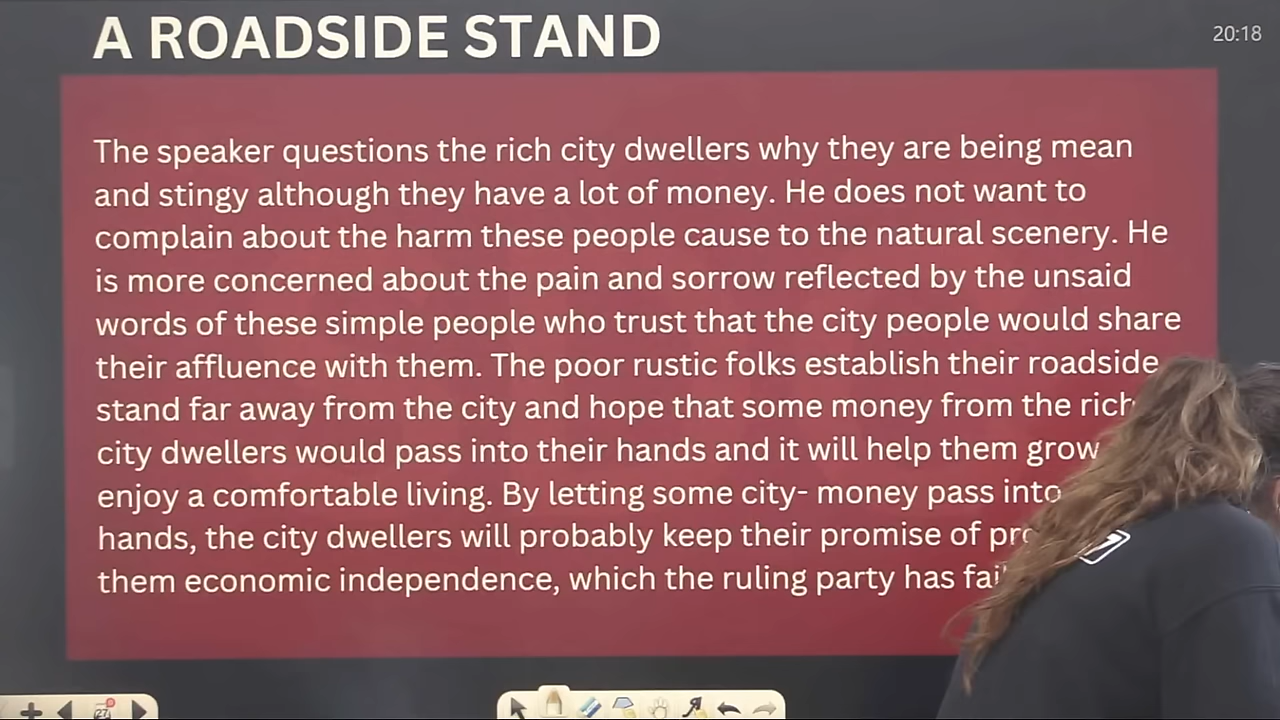 A ROADSIDE STAND
20:18
The speaker questions the rich city dwellers why they are being mean
and stingy although they have a lot of money. He does not want to
complain about the harm these people cause to the natural scenery. He
is more concerned about the pain and sorrow reflected by the unsaid
words of these simple people who trust that the city people would share
their affluence with them. The poor rustic folks establish their roadside
stand far away from the city and hope that some money from the rich
city dwellers would pass into their hands and it will help them grow
enjoy a comfortable living. By letting some city- money pass into
hands, the city dwellers will probably keep their promise of
them economic independence, which the ruling party has